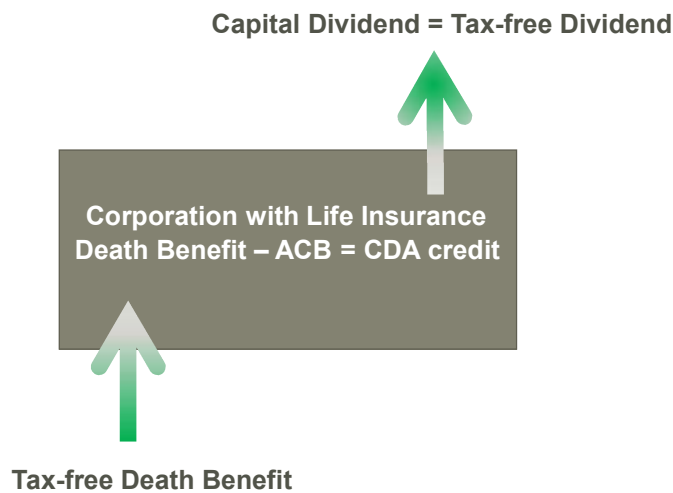 Capital Dividend = Tax-free Dividend
Corporation with Life Insurance
Death Benefit – ACB = CDA credit
Tax-free Death Benefit